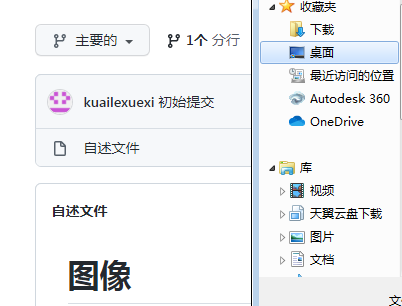 主要的
1个 分行
kuailexuexi 初始提交
自述文件
自述文件
图像
收藏夹
下载
桌面
最近访问的位置
Autodesk 360
OneDrive
库
视频
天翼云盘下载
图片
文档